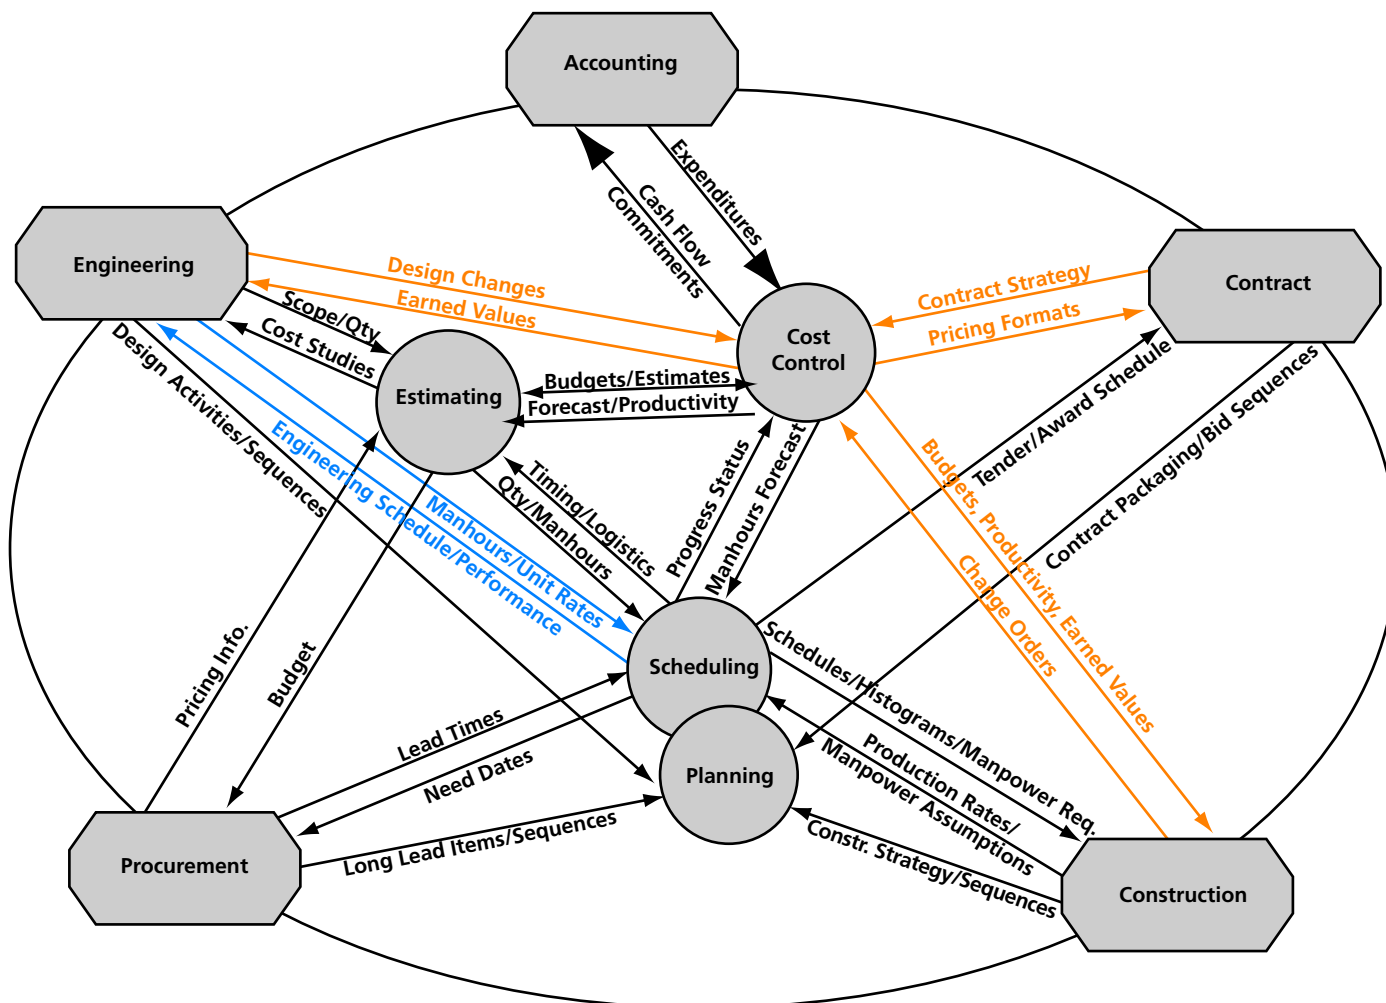 Accounting
Expenditures
Cash Flow
Commitments
Engineering
Contract
Design Changes
Earned Values
Contract Strategy
Pricing Formats
Cost
Control
Scope/Qty
Cost Studies
Estimating
Budgets/Estimates
Forecast/Productivity
Design Activities/Sequences
Engineering Schedule/Performance
Manhours/Unit Rates
Timing/Logistics
Qty/Manhours
Progress Status
Manhours Forecast
Tender/Award Schedule
Contract Packaging/Bid Sequences
Budgets, Productivity, Earned Values
Change Orders
Pricing Info.
Budget
Scheduling
Schedules/Histograms/Manpower Req.
Lead Times
Need Dates
Planning
Production Rates/
Manpower Assumptions
Long Lead Items/Sequences
Constr. Strategy/Sequences
Procurement
Construction